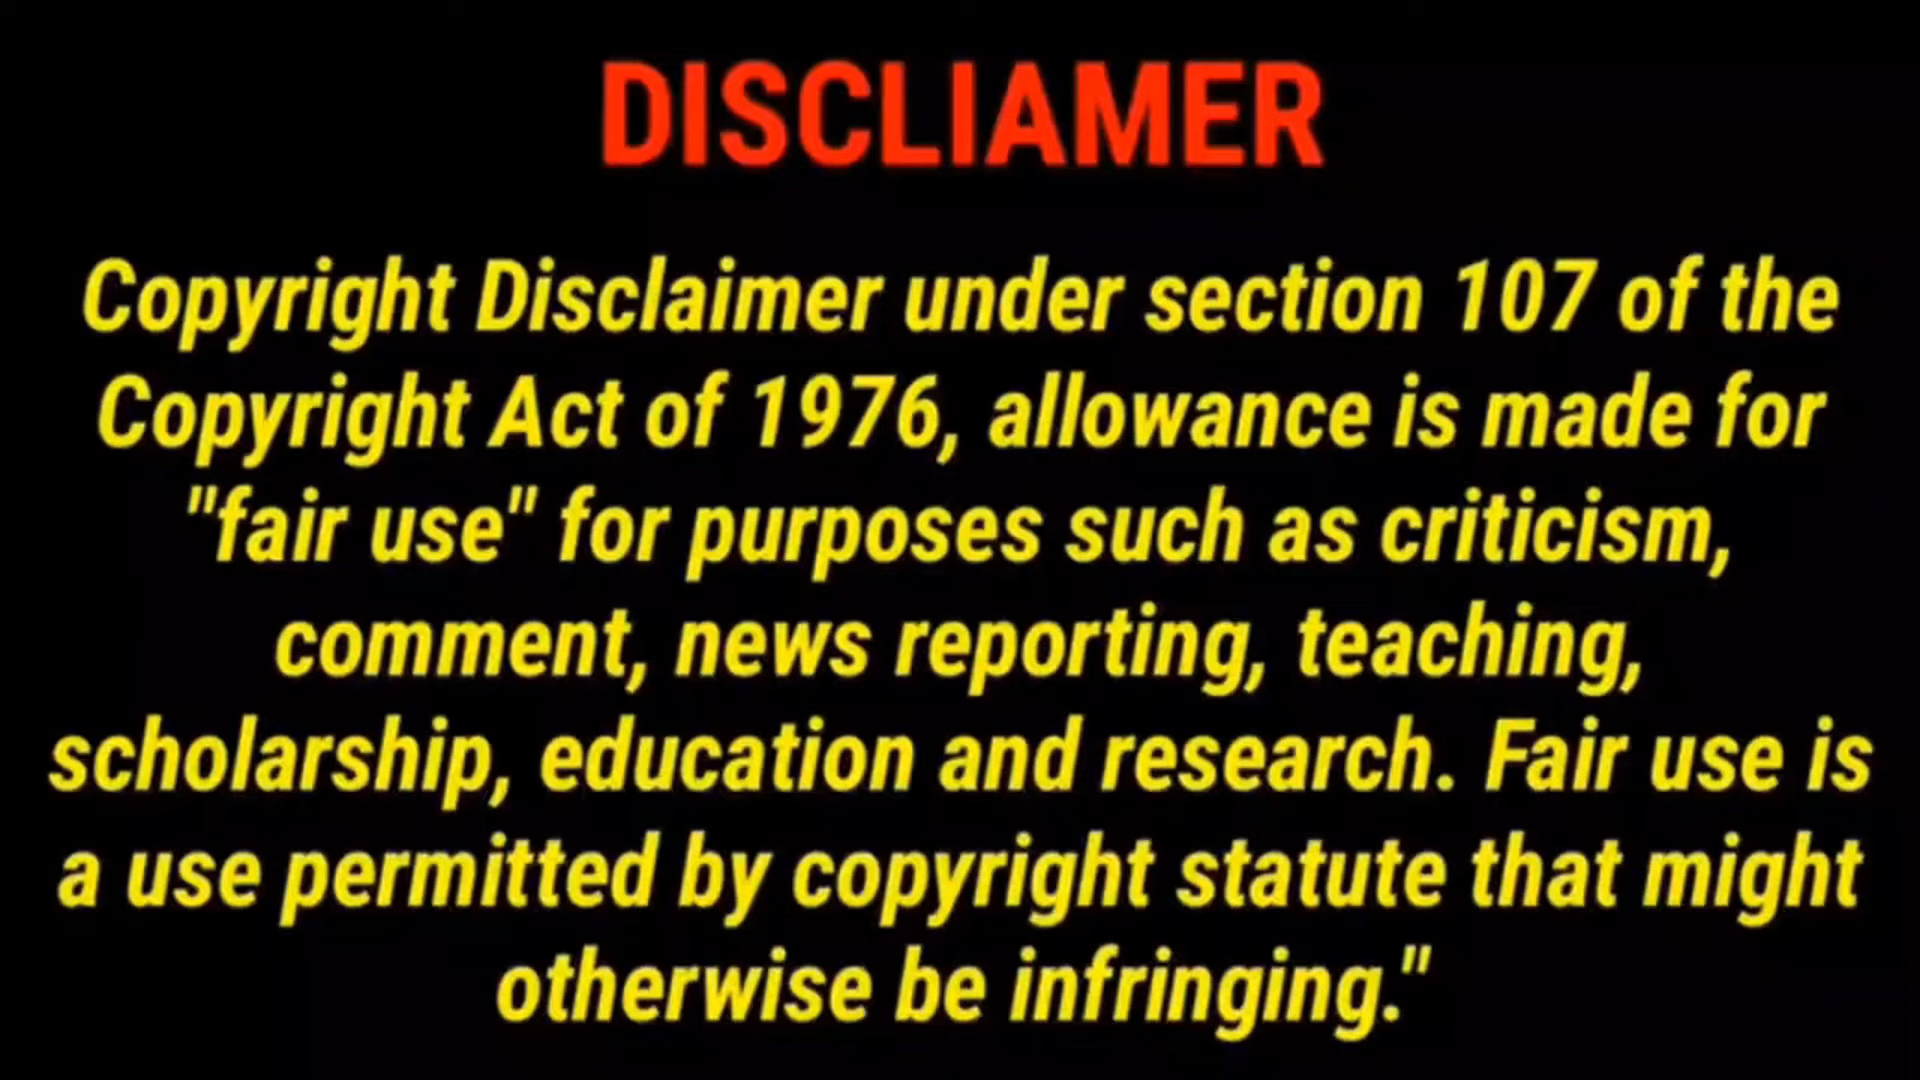 DISCLIAMER
Copyright Disclaimer under section 107 of the
Copyright Act of 1976, allowance is made for
"fair use" for purposes such as criticism,
comment, news reporting, teaching,
scholarship, education and research. Fair use is
a use permitted by copyright statute that might
otherwise be infringing."